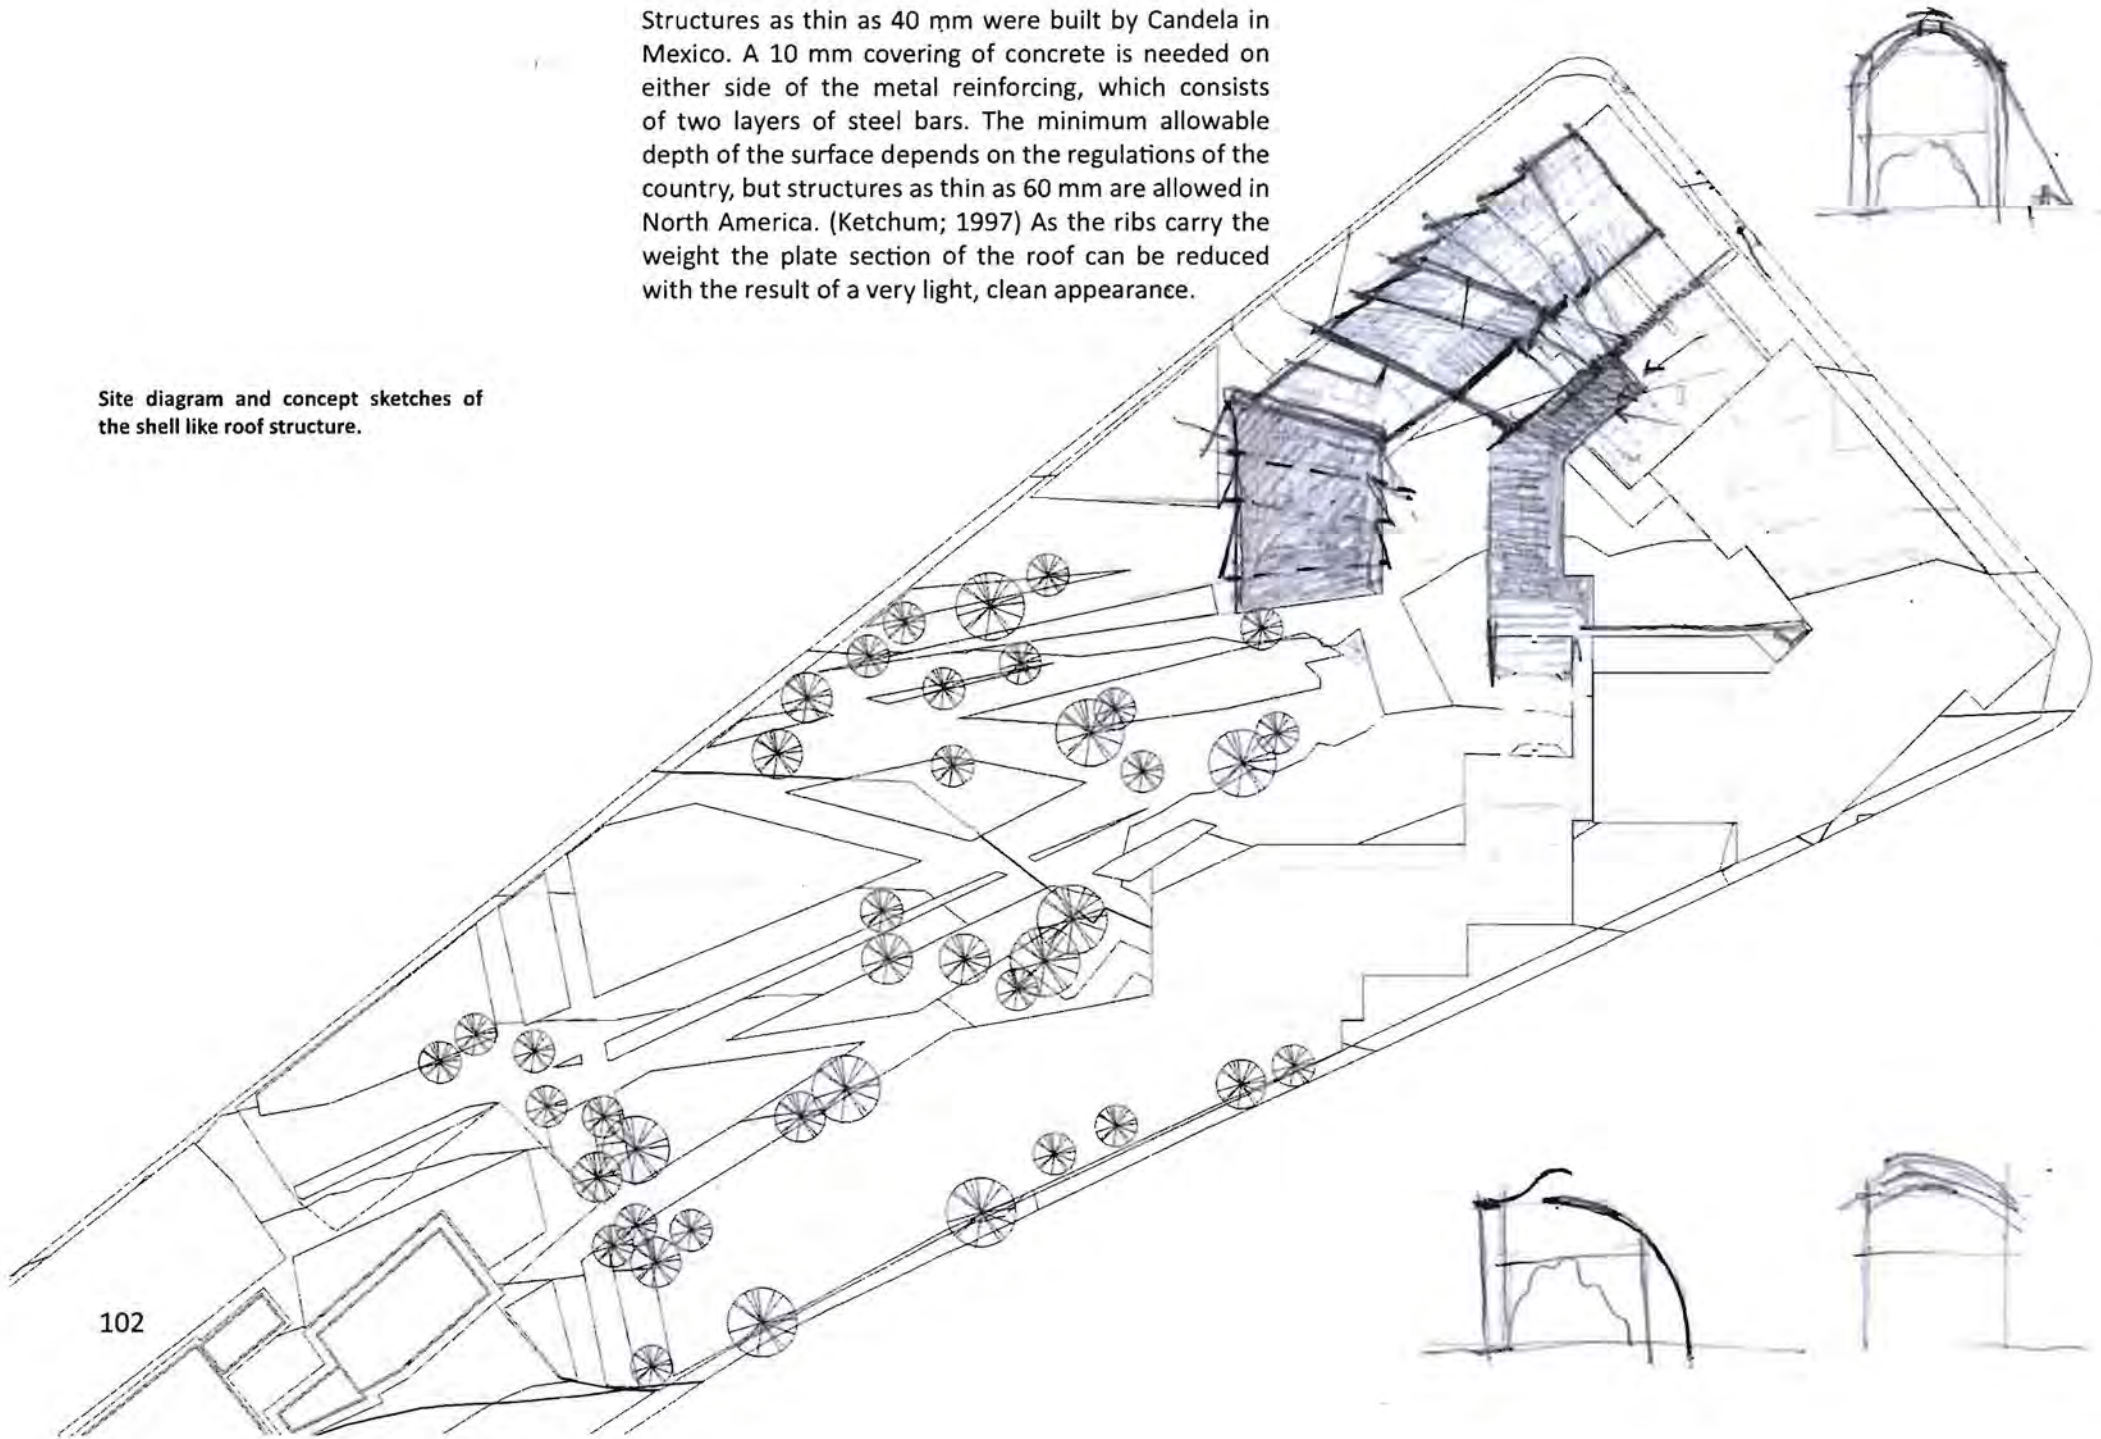 Structures as thin as 40 mm were built by Candela in
Mexico. A 10 mm covering of concrete is needed on
either side of the metal reinforcing, which consists
of two layers of steel bars. The minimum allowable
depth of the surface depends on the regulations of the
country, but structures as thin as 60 mm are allowed in
North America. (Ketchum; 1997) As the ribs carry the
weight the plate section of the roof can be reduced
with the result of a very light, clean appearance.
Site diagram and concept sketches of
the shell like roof structure.
102